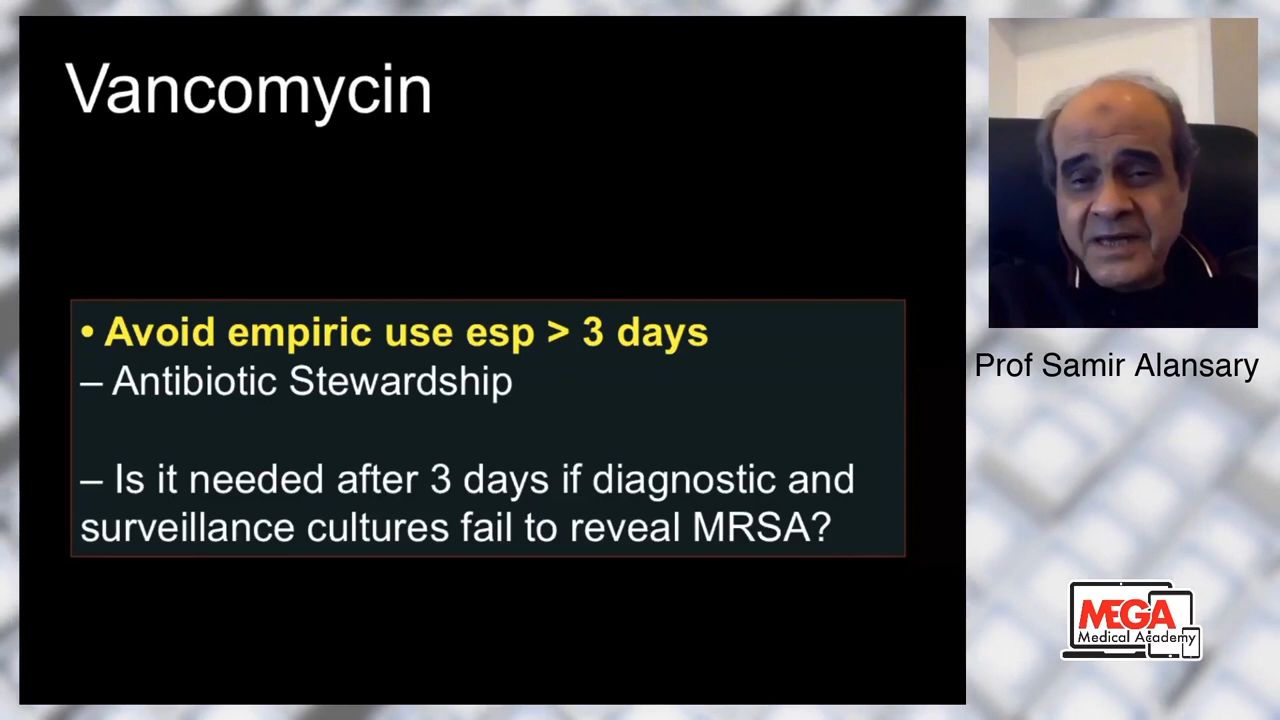 Vancomycin
• Avoid empiric use esp > 3 days
– Antibiotic Stewardship
– Is it needed after 3 days if diagnostic and
surveillance cultures fail to reveal MRSA?
Prof Samir Alansary
MEGA
Medical Academy